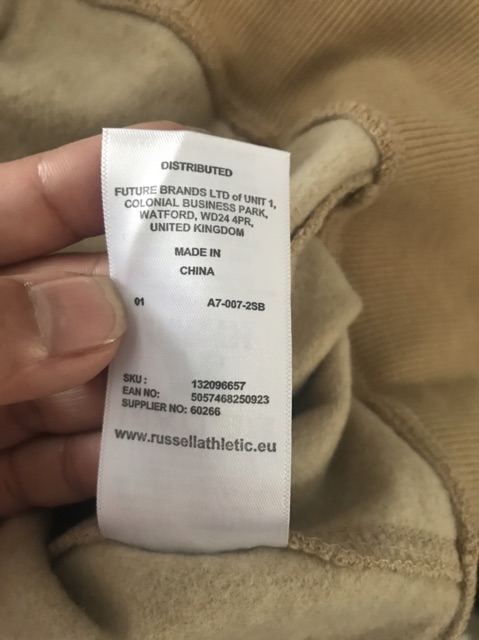 DISTRIBUTED
FUTURE BRANDS LTD of UNIT 1,
COLONIAL BUSINESS PARK,
WATFORD, WD24 4PR,
UNITED KINGDOM
MADE IN
CHINA
01 A7-007-2SB
SKU : 132096657
EAN NO: 5057468250923
SUPPLIER NO: 60266
www.russellathletic.eu